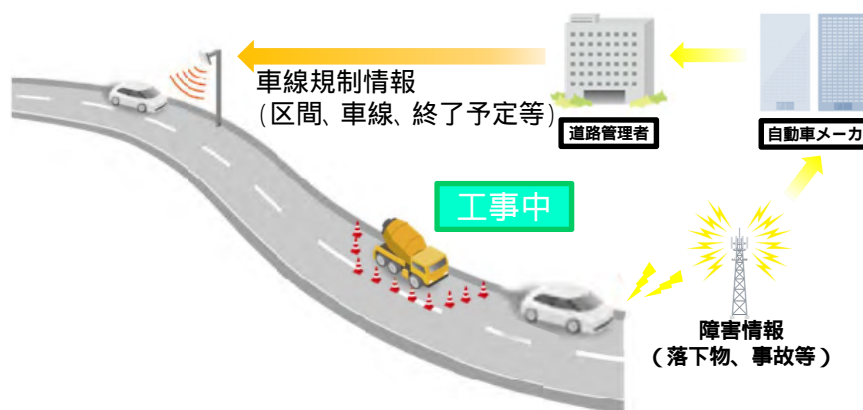 車線規制情報
(区間、車線、終了予定等)
道路管理者
自動車メーカ
工事中
障害情報
(落下物、事故等)